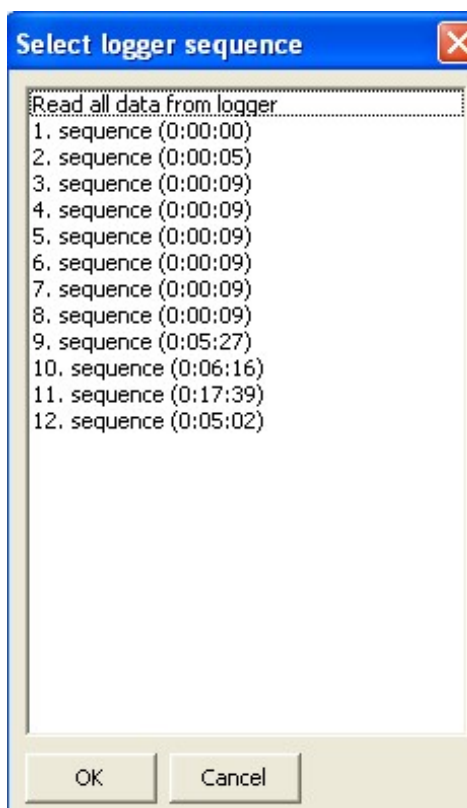 Select logger sequence
Read all data from logger
1. sequence (0:00:00)
2. sequence (0:00:05)
3. sequence (0:00:09)
4. sequence (0:00:09)
5. sequence (0:00:09)
6. sequence (0:00:09)
7. sequence (0:00:09)
8. sequence (0:00:09)
9. sequence (0:05:27)
10. sequence (0:06:16)
11. sequence (0:17:39)
12. sequence (0:05:02)
OK Cancel